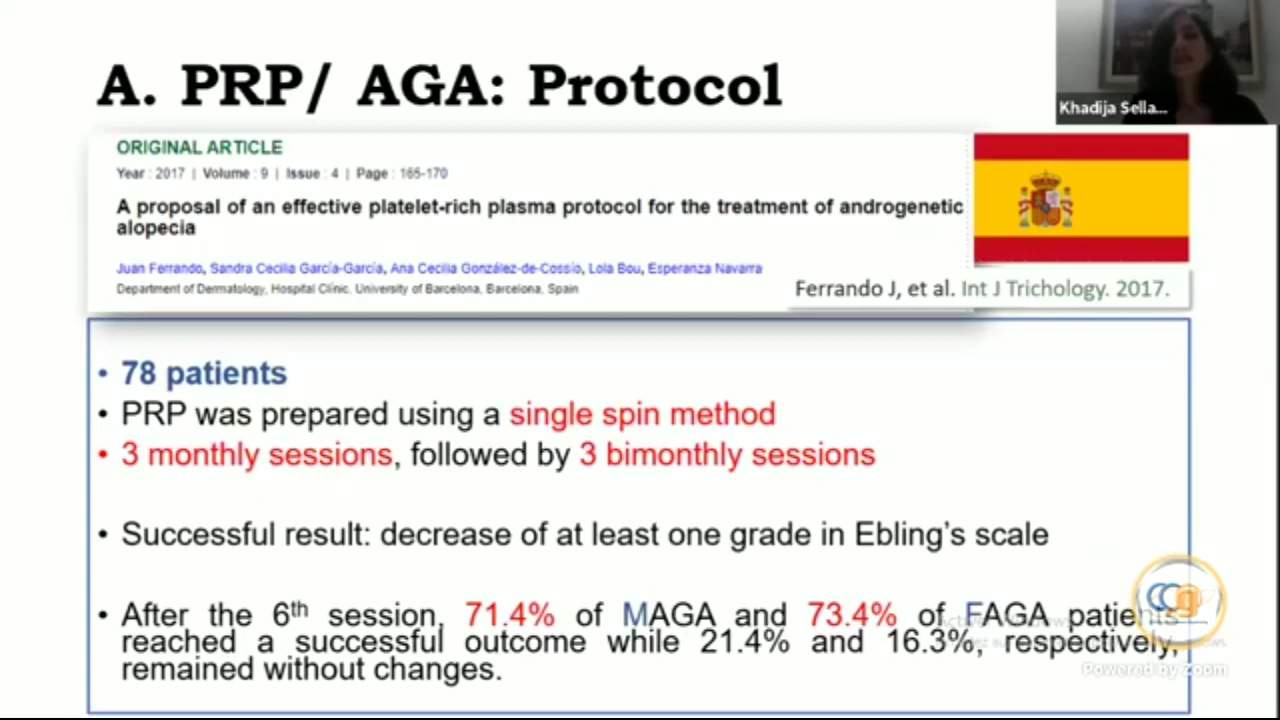 A. PRP/ AGA: Protocol
Khadija Sella...
ORIGINAL ARTICLE
Year : 2017 | Volume : 9 | Issue : 4 | Page : 165-170
A proposal of an effective platelet-rich plasma protocol for the treatment of androgenetic
alopecia
Juan Ferrando, Sandra Cecilia García-García, Ana Cecilia González-de-Cossío, Lola Bou, Esperanza Navarra
Department of Dermatology, Hospital Clínic, University of Barcelona, Barcelona, Spain
Ferrando J, et al. Int J Trichology. 2017.
• 78 patients
• PRP was prepared using a single spin method
• 3 monthly sessions, followed by 3 bimonthly sessions
• Successful result: decrease of at least one grade in Ebling's scale
• After the 6th session, 71.4% of MAGA and 73.4% of FAGA patients
reached a successful outcome while 21.4% and 16.3%, respectively,
remained without changes.
Powered by zoom